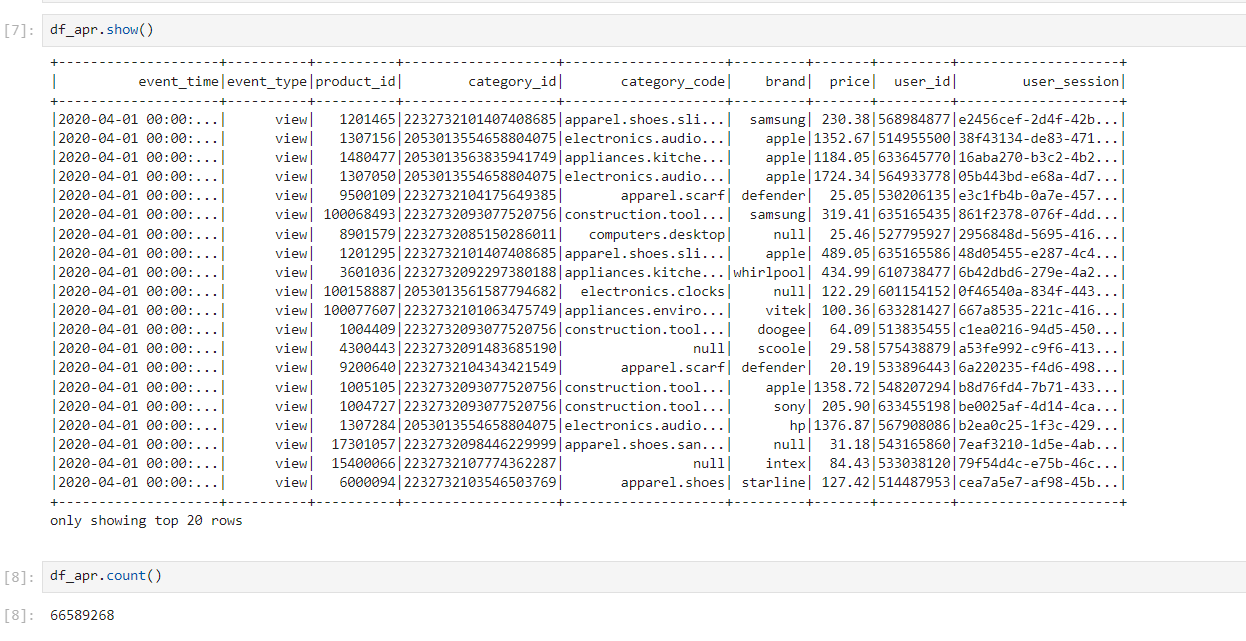 [7]: df_apr.show()
+--------------------+----------+----------+-------------------+--------------------+---------+-------+---------+--------------------+
|          event_time|event_type|product_id|        category_id|       category_code|    brand|  price|  user_id|        user_session|
+--------------------+----------+----------+-------------------+--------------------+---------+-------+---------+--------------------+
|2020-04-01 00:00:...|      view|   1201465|2232732101407408685|apparel.shoes.sli...|  samsung| 230.38|568984877|e2456cef-2d4f-42b...|
|2020-04-01 00:00:...|      view|   1307156|2053013554658804075|electronics.audio...|    apple|1352.67|514955500|38f43134-de83-471...|
|2020-04-01 00:00:...|      view|   1480477|2053013563835941749|appliances.kitche...|    apple|1184.05|633645770|16aba270-b3c2-4b2...|
|2020-04-01 00:00:...|      view|   1307050|2053013554658804075|electronics.audio...|    apple|1724.34|564933778|05b443bd-e68a-4d7...|
|2020-04-01 00:00:...|      view|   9500109|2232732104175649385|       apparel.scarf| defender|  25.05|530206135|e3c1fb4b-0a7e-457...|
|2020-04-01 00:00:...|      view| 100068493|2232732093077520756|construction.tool...|  samsung| 319.41|635165435|861f2378-076f-4dd...|
|2020-04-01 00:00:...|      view|   8901579|2232732085150286011|   computers.desktop|     null|  25.46|527795927|2956848d-5695-416...|
|2020-04-01 00:00:...|      view|   1201295|2232732101407408685|apparel.shoes.sli...|    apple| 489.05|635165586|48d05455-e287-4c4...|
|2020-04-01 00:00:...|      view|   3601036|2232732092297380188|appliances.kitche...|whirlpool| 434.99|610738477|6b42dbd6-279e-4a2...|
|2020-04-01 00:00:...|      view| 100158887|2053013561587794682|  electronics.clocks|     null| 122.29|601154152|0f46540a-834f-443...|
|2020-04-01 00:00:...|      view| 100077607|2232732101063475749|appliances.enviro...|    vitek| 100.36|633281427|667a8535-221c-416...|
|2020-04-01 00:00:...|      view|   1004409|2232732093077520756|construction.tool...|   doogee|  64.09|513835455|c1ea0216-94d5-450...|
|2020-04-01 00:00:...|      view|   4300443|2232732091483685190|                null|   scoole|  29.58|575438879|a53fe992-c9f6-413...|
|2020-04-01 00:00:...|      view|   9200640|2232732104343421549|       apparel.scarf| defender|  20.19|533896443|6a220235-f4d6-498...|
|2020-04-01 00:00:...|      view|   1005105|2232732093077520756|construction.tool...|    apple|1358.72|548207294|b8d76fd4-7b71-433...|
|2020-04-01 00:00:...|      view|   1004727|2232732093077520756|construction.tool...|     sony| 205.90|633455198|be0025af-4d14-4ca...|
|2020-04-01 00:00:...|      view|   1307284|2053013554658804075|electronics.audio...|       hp|1376.87|567908086|b2ea0c25-1f3c-429...|
|2020-04-01 00:00:...|      view|  17301057|2232732098446229999|apparel.shoes.san...|     null|  31.18|543165860|7eaf3210-1d5e-4ab...|
|2020-04-01 00:00:...|      view|  15400066|2232732107774362287|                null|    intex|  84.43|533038120|79f54d4c-e75b-46c...|
|2020-04-01 00:00:...|      view|   6000094|2232732103546503769|       apparel.shoes| starline| 127.42|514487953|cea7a5e7-af98-45b...|
+--------------------+----------+----------+-------------------+--------------------+---------+-------+---------+--------------------+
only showing top 20 rows
[8]: df_apr.count()
[8]: 66589268